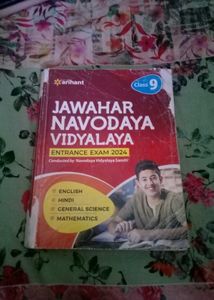 arihant
Class 9
JAWAHAR
NAVODAYA
VIDYALAYA
ENTRANCE EXAM 2024
Conducted by Navodaya Vidyalaya Samiti
ENGLISH
HINDI
GENERAL SCIENCE
MATHEMATICS